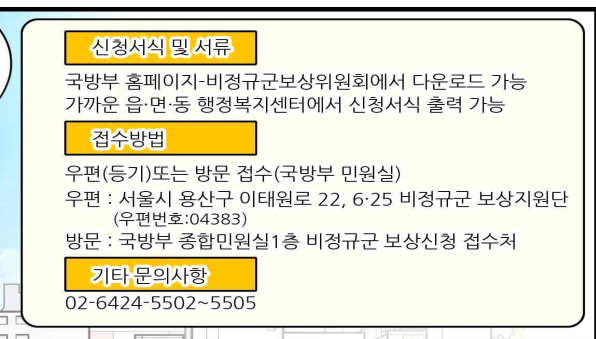 신청서식 및 서류
국방부 홈페이지-비정규군보상위원회에서 다운로드 가능
가까운 읍·면·동 행정복지센터에서 신청서식 출력 가능
접수방법
우편(등기)또는 방문 접수(국방부 민원실)
우편 : 서울시 용산구 이태원로 22, 6·25 비정규군 보상지원단
(우편번호:04383)
방문 : 국방부 종합민원실1층 비정규군 보상신청 접수처
기타 문의사항
02-6424-5502~5505